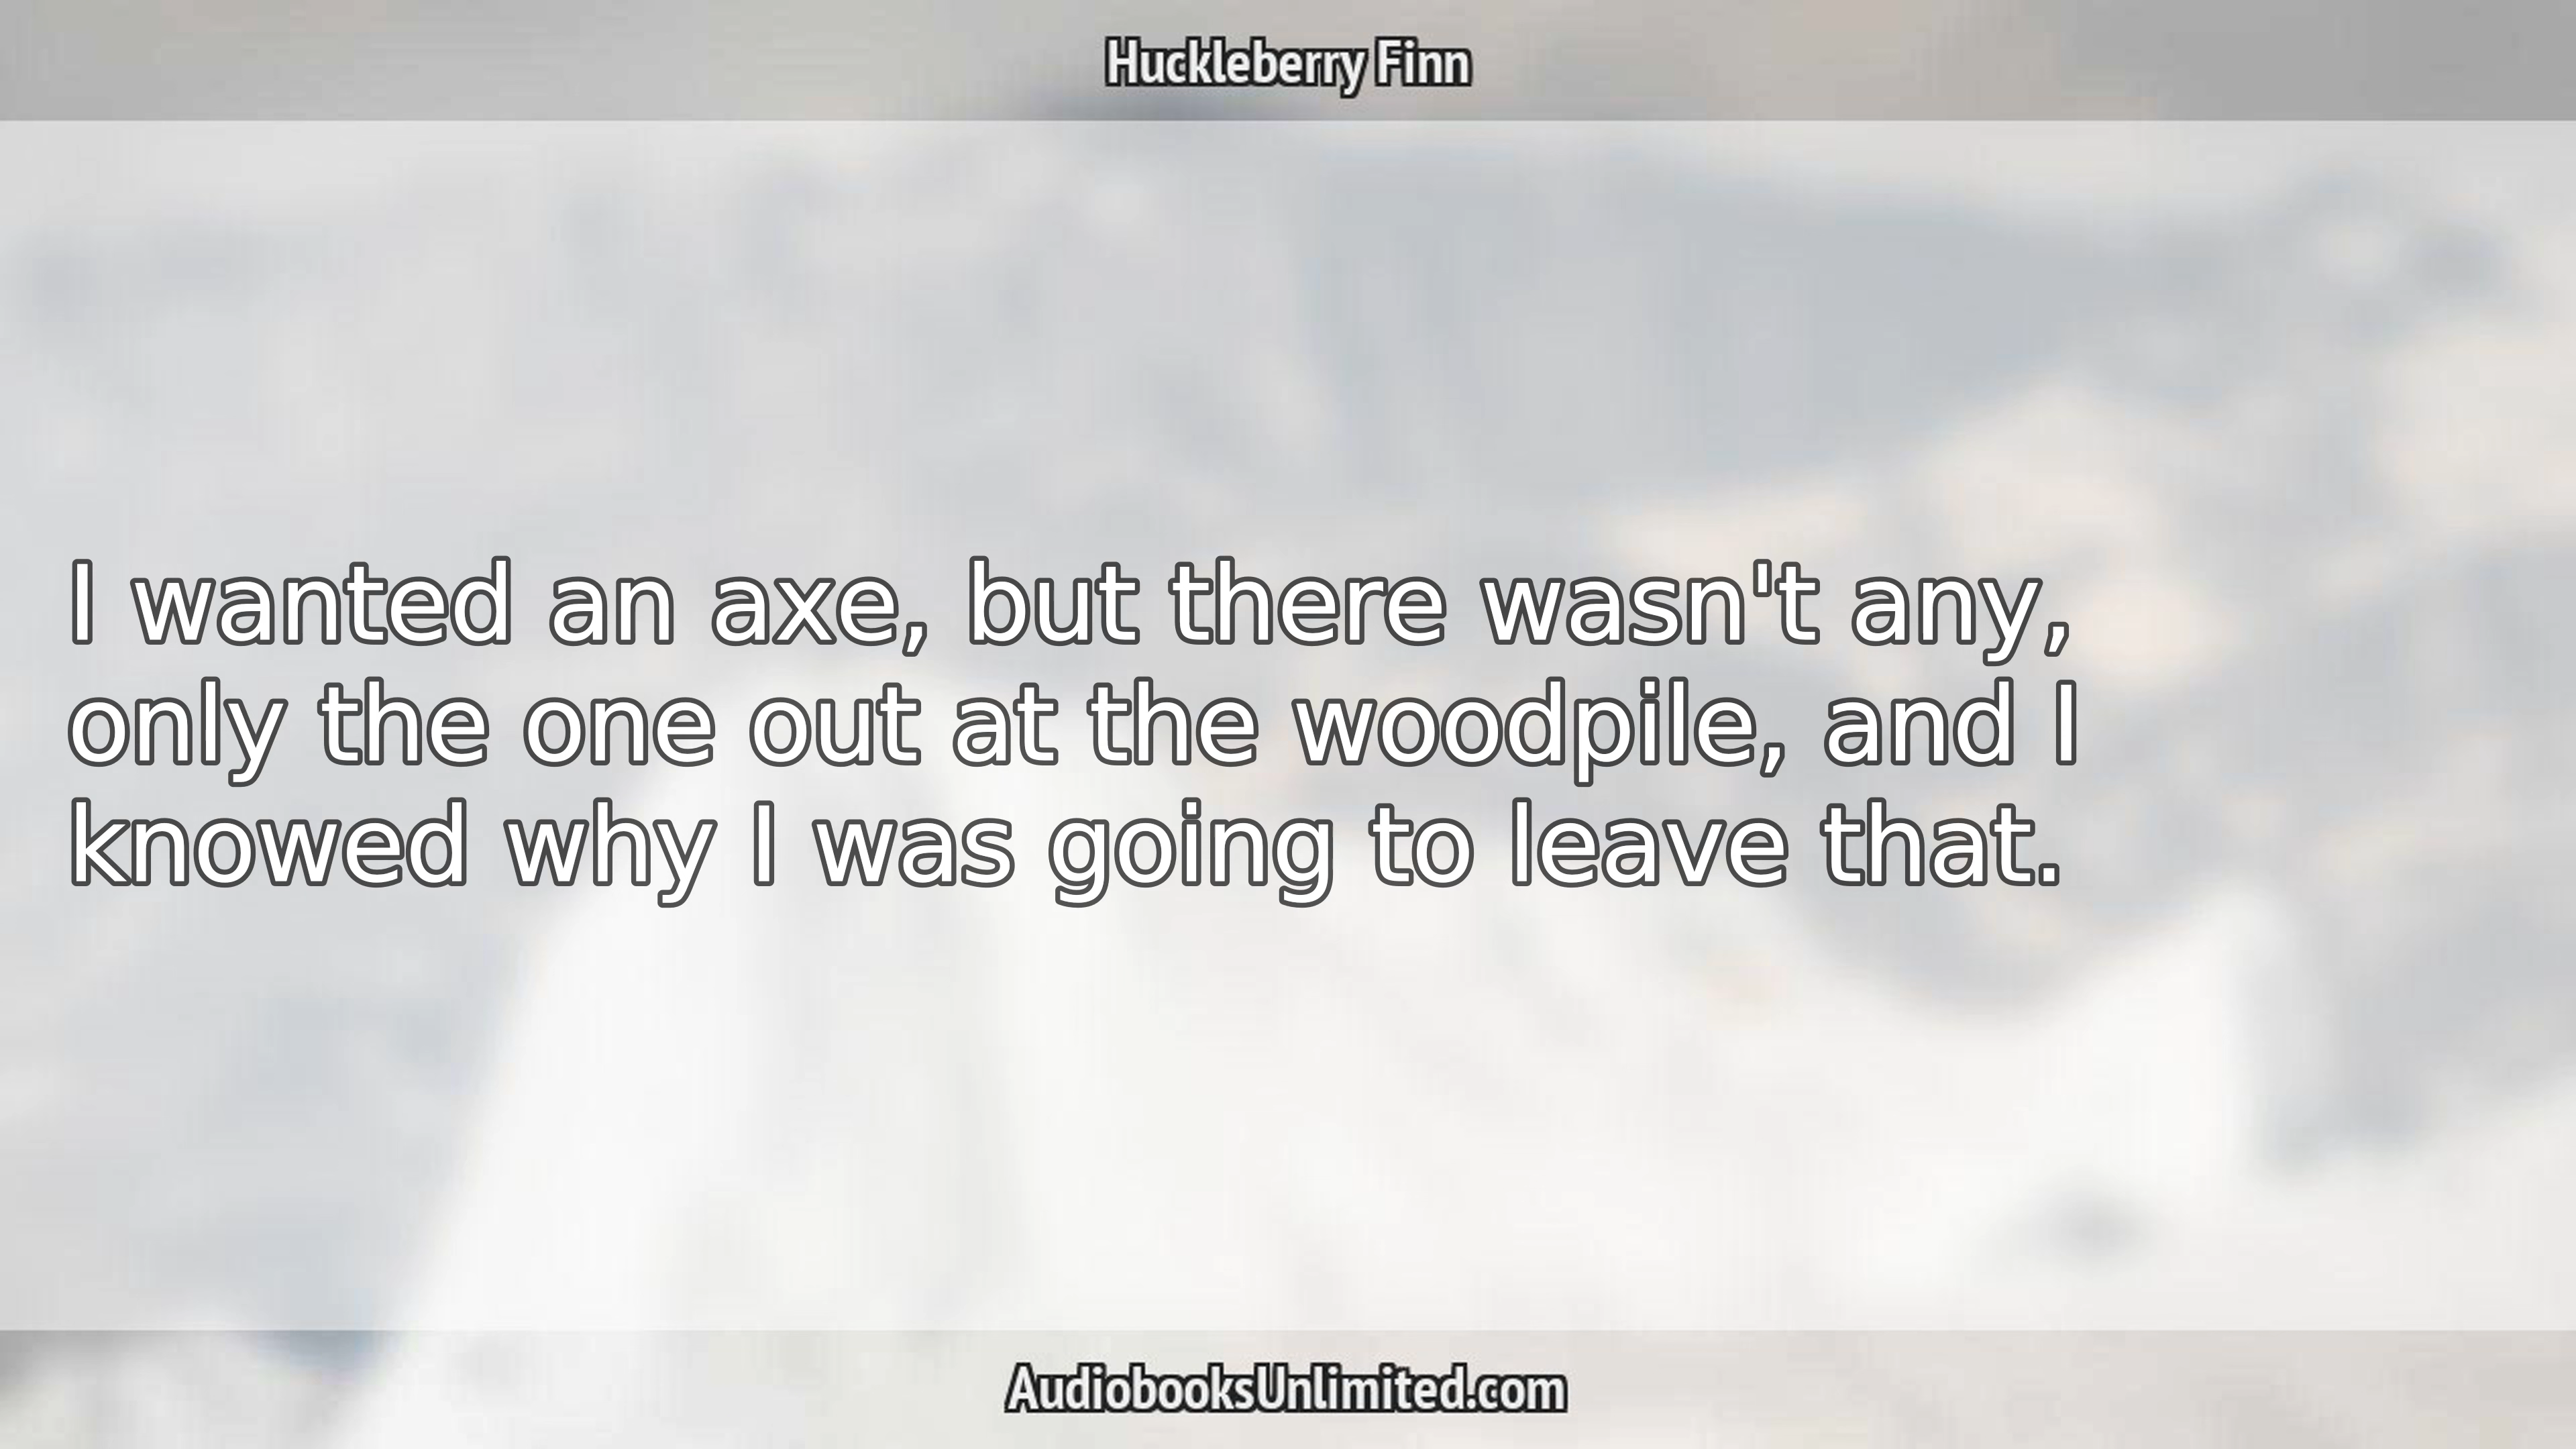 Huckleberry Finn
I wanted an axe, but there wasn't any,
only the one out at the woodpile, and I
knowed why I was going to leave that.
AudiobooksUnlimited.com